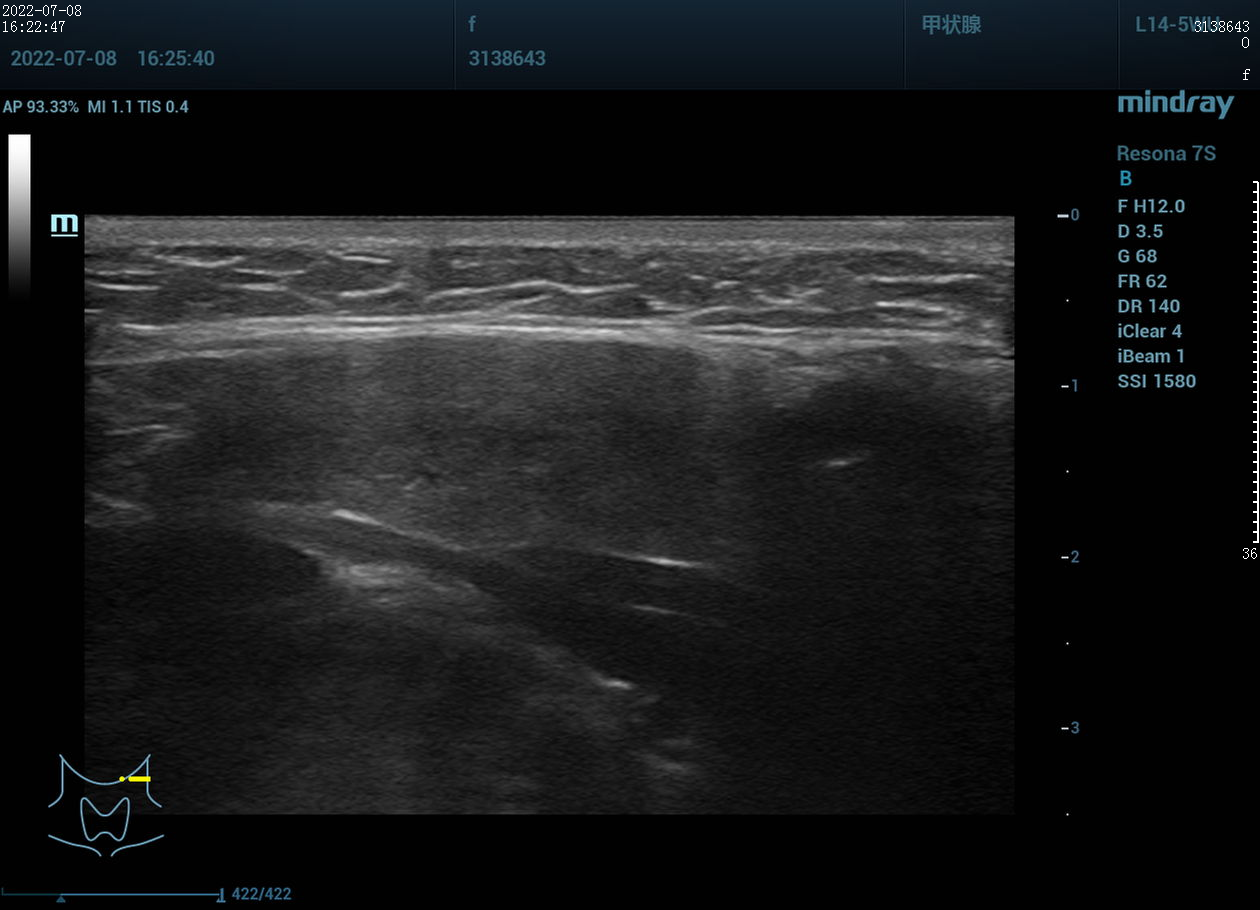 2022-07-08
16:22:47
2022-07-08 16:25:40
f
3138643
甲状腺
3138643
0
f
AP 93.33% MI 1.1 TIS 0.4
mindray
Resona 7S
B
F H12.0
D 3.5
G 68
FR 62
DR 140
iClear 4
iBeam 1
SSI 1580
m
0
1
2
3
36
422/422